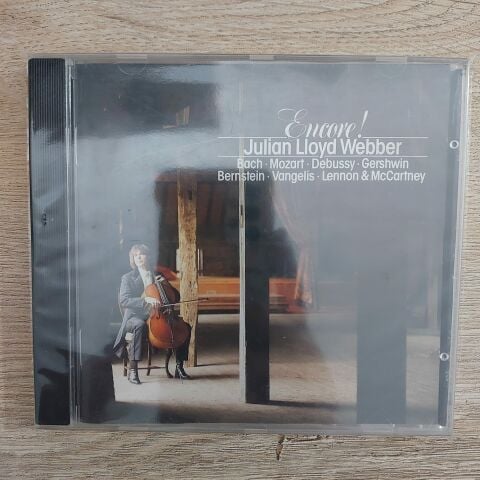 Encore!
Julian Lloyd Webber
Bach · Mozart · Debussy · Gershwin
Bernstein · Vangelis · Lennon & McCartney